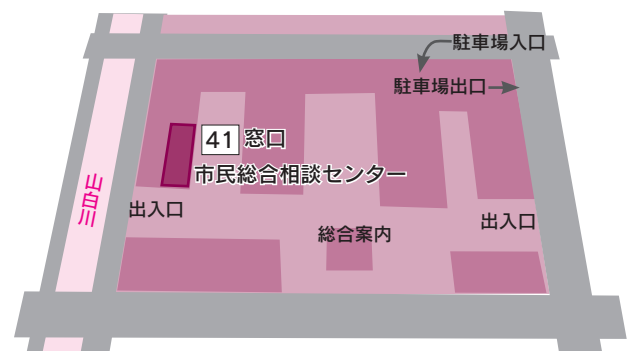 駐車場入口
駐車場出口
41 窓口
市民総合相談センター
山白川
出入口
総合案内
出入口